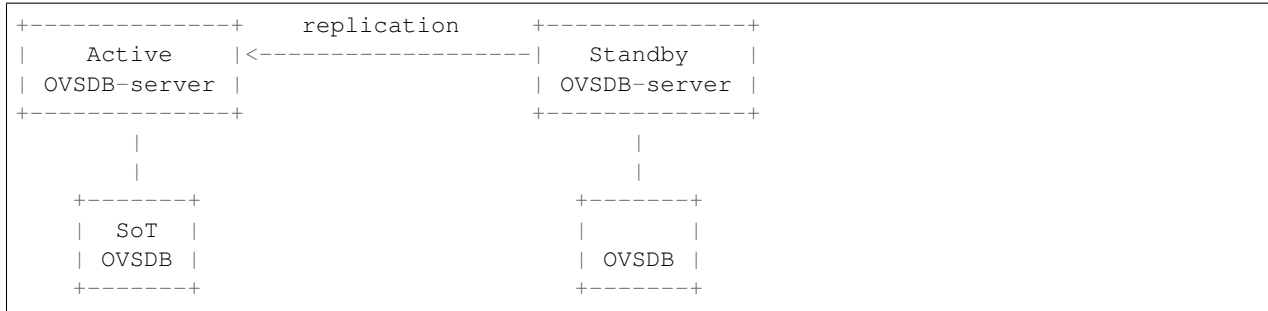 +--------------+    replication     +--------------+
|    Active    |<-------------------|   Standby    |
| OVSDB-server |                    | OVSDB-server |
+--------------+                    +--------------+
        |                                  |
        |                                  |
    +-------+                          +-------+
    |  SoT  |                          |       |
    | OVSDB |                          | OVSDB |
    +-------+                          +-------+